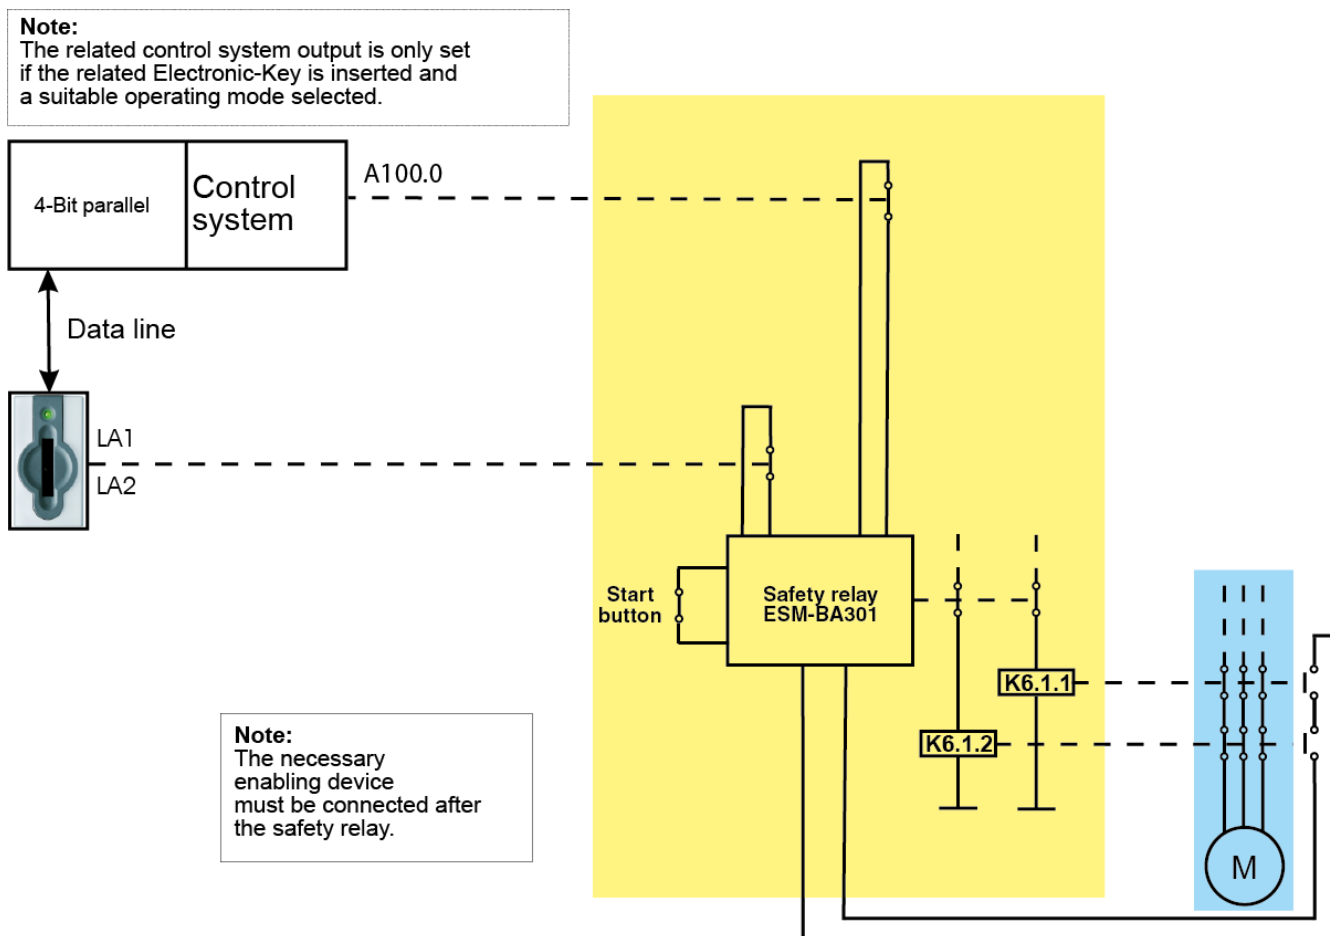 Note:
The related control system output is only set
if the related Electronic-Key is inserted and
a suitable operating mode selected.
4-Bit parallel
Control
system
A100.0
Data line
LA1
LA2
Start
button
Safety relay
ESM-BA301
K6.1.1
K6.1.2
Note:
The necessary
enabling device
must be connected after
the safety relay.
M